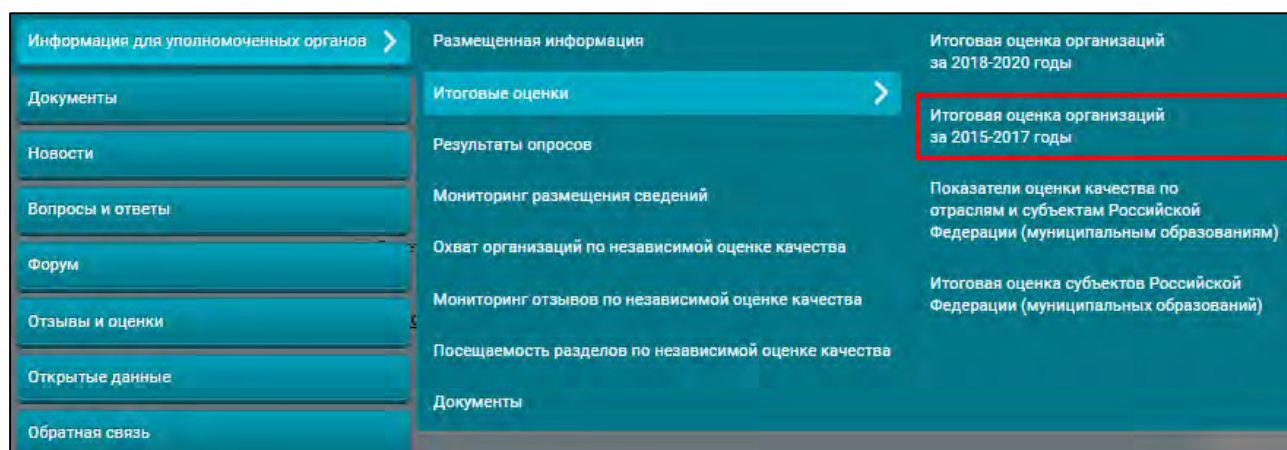 Информация для уполномоченных органов
Документы
Новости
Вопросы и ответы
Форум
Отзывы и оценки
Открытые данные
Обратная связь
Размещенная информация
Итоговые оценки
Результаты опросов
Мониторинг размещения сведений
Охват организаций по независимой оценке качества
Мониторинг отзывов по независимой оценке качества
Посещаемость разделов по независимой оценке качества
Документы
Итоговая оценка организаций
за 2018-2020 годы
Итоговая оценка организаций
за 2015-2017 годы
Показатели оценки качества по
отраслям и субъектам Российской
Федерации (муниципальным образованиям)
Итоговая оценка субъектов Российской
Федерации (муниципальных образований)